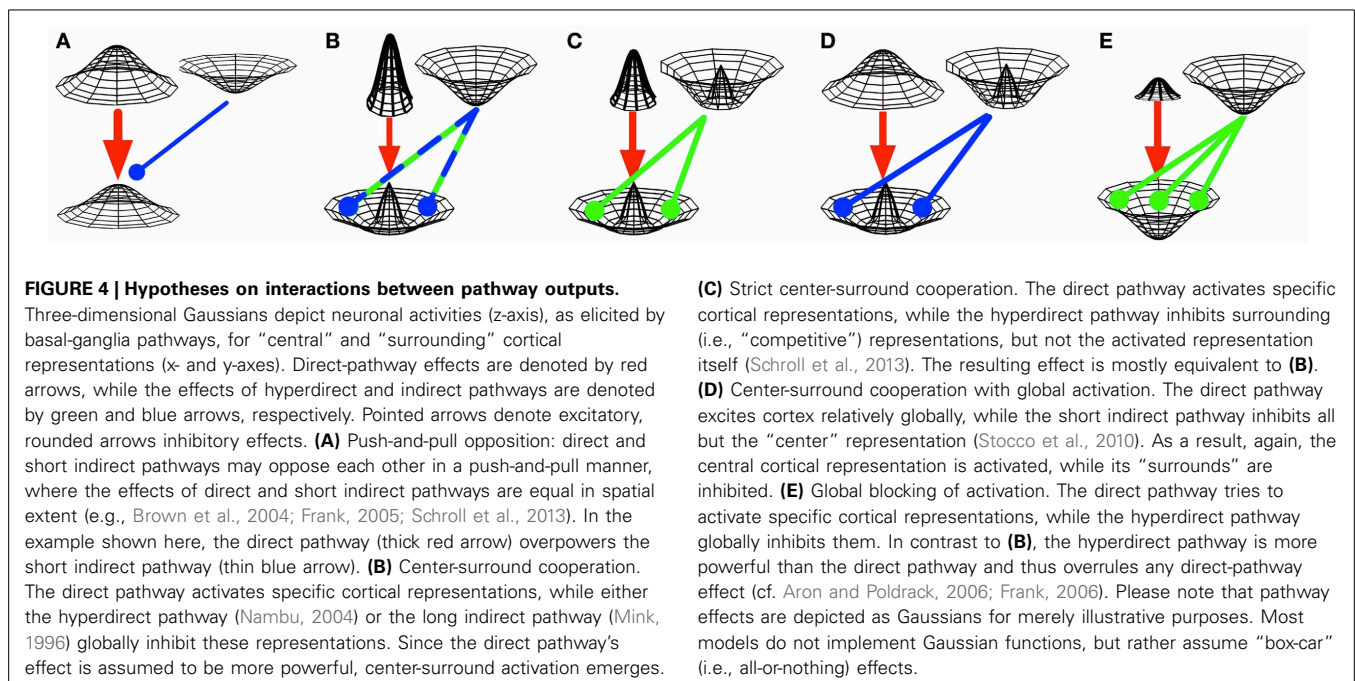 A
B
C
D
E
FIGURE 4 | Hypotheses on interactions between pathway outputs.
Three-dimensional Gaussians depict neuronal activities (z-axis), as elicited by
basal-ganglia pathways, for “central” and “surrounding” cortical
representations (x- and y-axes). Direct-pathway effects are denoted by red
arrows, while the effects of hyperdirect and indirect pathways are denoted
by green and blue arrows, respectively. Pointed arrows denote excitatory,
rounded arrows inhibitory effects. (A) Push-and-pull opposition: direct and
short indirect pathways may oppose each other in a push-and-pull manner,
where the effects of direct and short indirect pathways are equal in spatial
extent (e.g., Brown et al., 2004; Frank, 2005; Schroll et al., 2013). In the
example shown here, the direct pathway (thick red arrow) overpowers the
short indirect pathway (thin blue arrow). (B) Center-surround cooperation.
The direct pathway activates specific cortical representations, while either
the hyperdirect pathway (Nambu, 2004) or the long indirect pathway (Mink,
1996) globally inhibit these representations. Since the direct pathway’s
effect is assumed to be more powerful, center-surround activation emerges.
(C) Strict center-surround cooperation. The direct pathway activates specific
cortical representations, while the hyperdirect pathway inhibits surrounding
(i.e., “competitive”) representations, but not the activated representation
itself (Schroll et al., 2013). The resulting effect is mostly equivalent to (B).
(D) Center-surround cooperation with global activation. The direct pathway
excites cortex relatively globally, while the short indirect pathway inhibits all
but the “center” representation (Stocco et al., 2010). As a result, again, the
central cortical representation is activated, while its “surrounds” are
inhibited. (E) Global blocking of activation. The direct pathway tries to
activate specific cortical representations, while the hyperdirect pathway
globally inhibits them. In contrast to (B), the hyperdirect pathway is more
powerful than the direct pathway and thus overrules any direct-pathway
effect (cf. Aron and Poldrack, 2006; Frank, 2006). Please note that pathway
effects are depicted as Gaussians for merely illustrative purposes. Most
models do not implement Gaussian functions, but rather assume “box-car”
(i.e., all-or-nothing) effects.